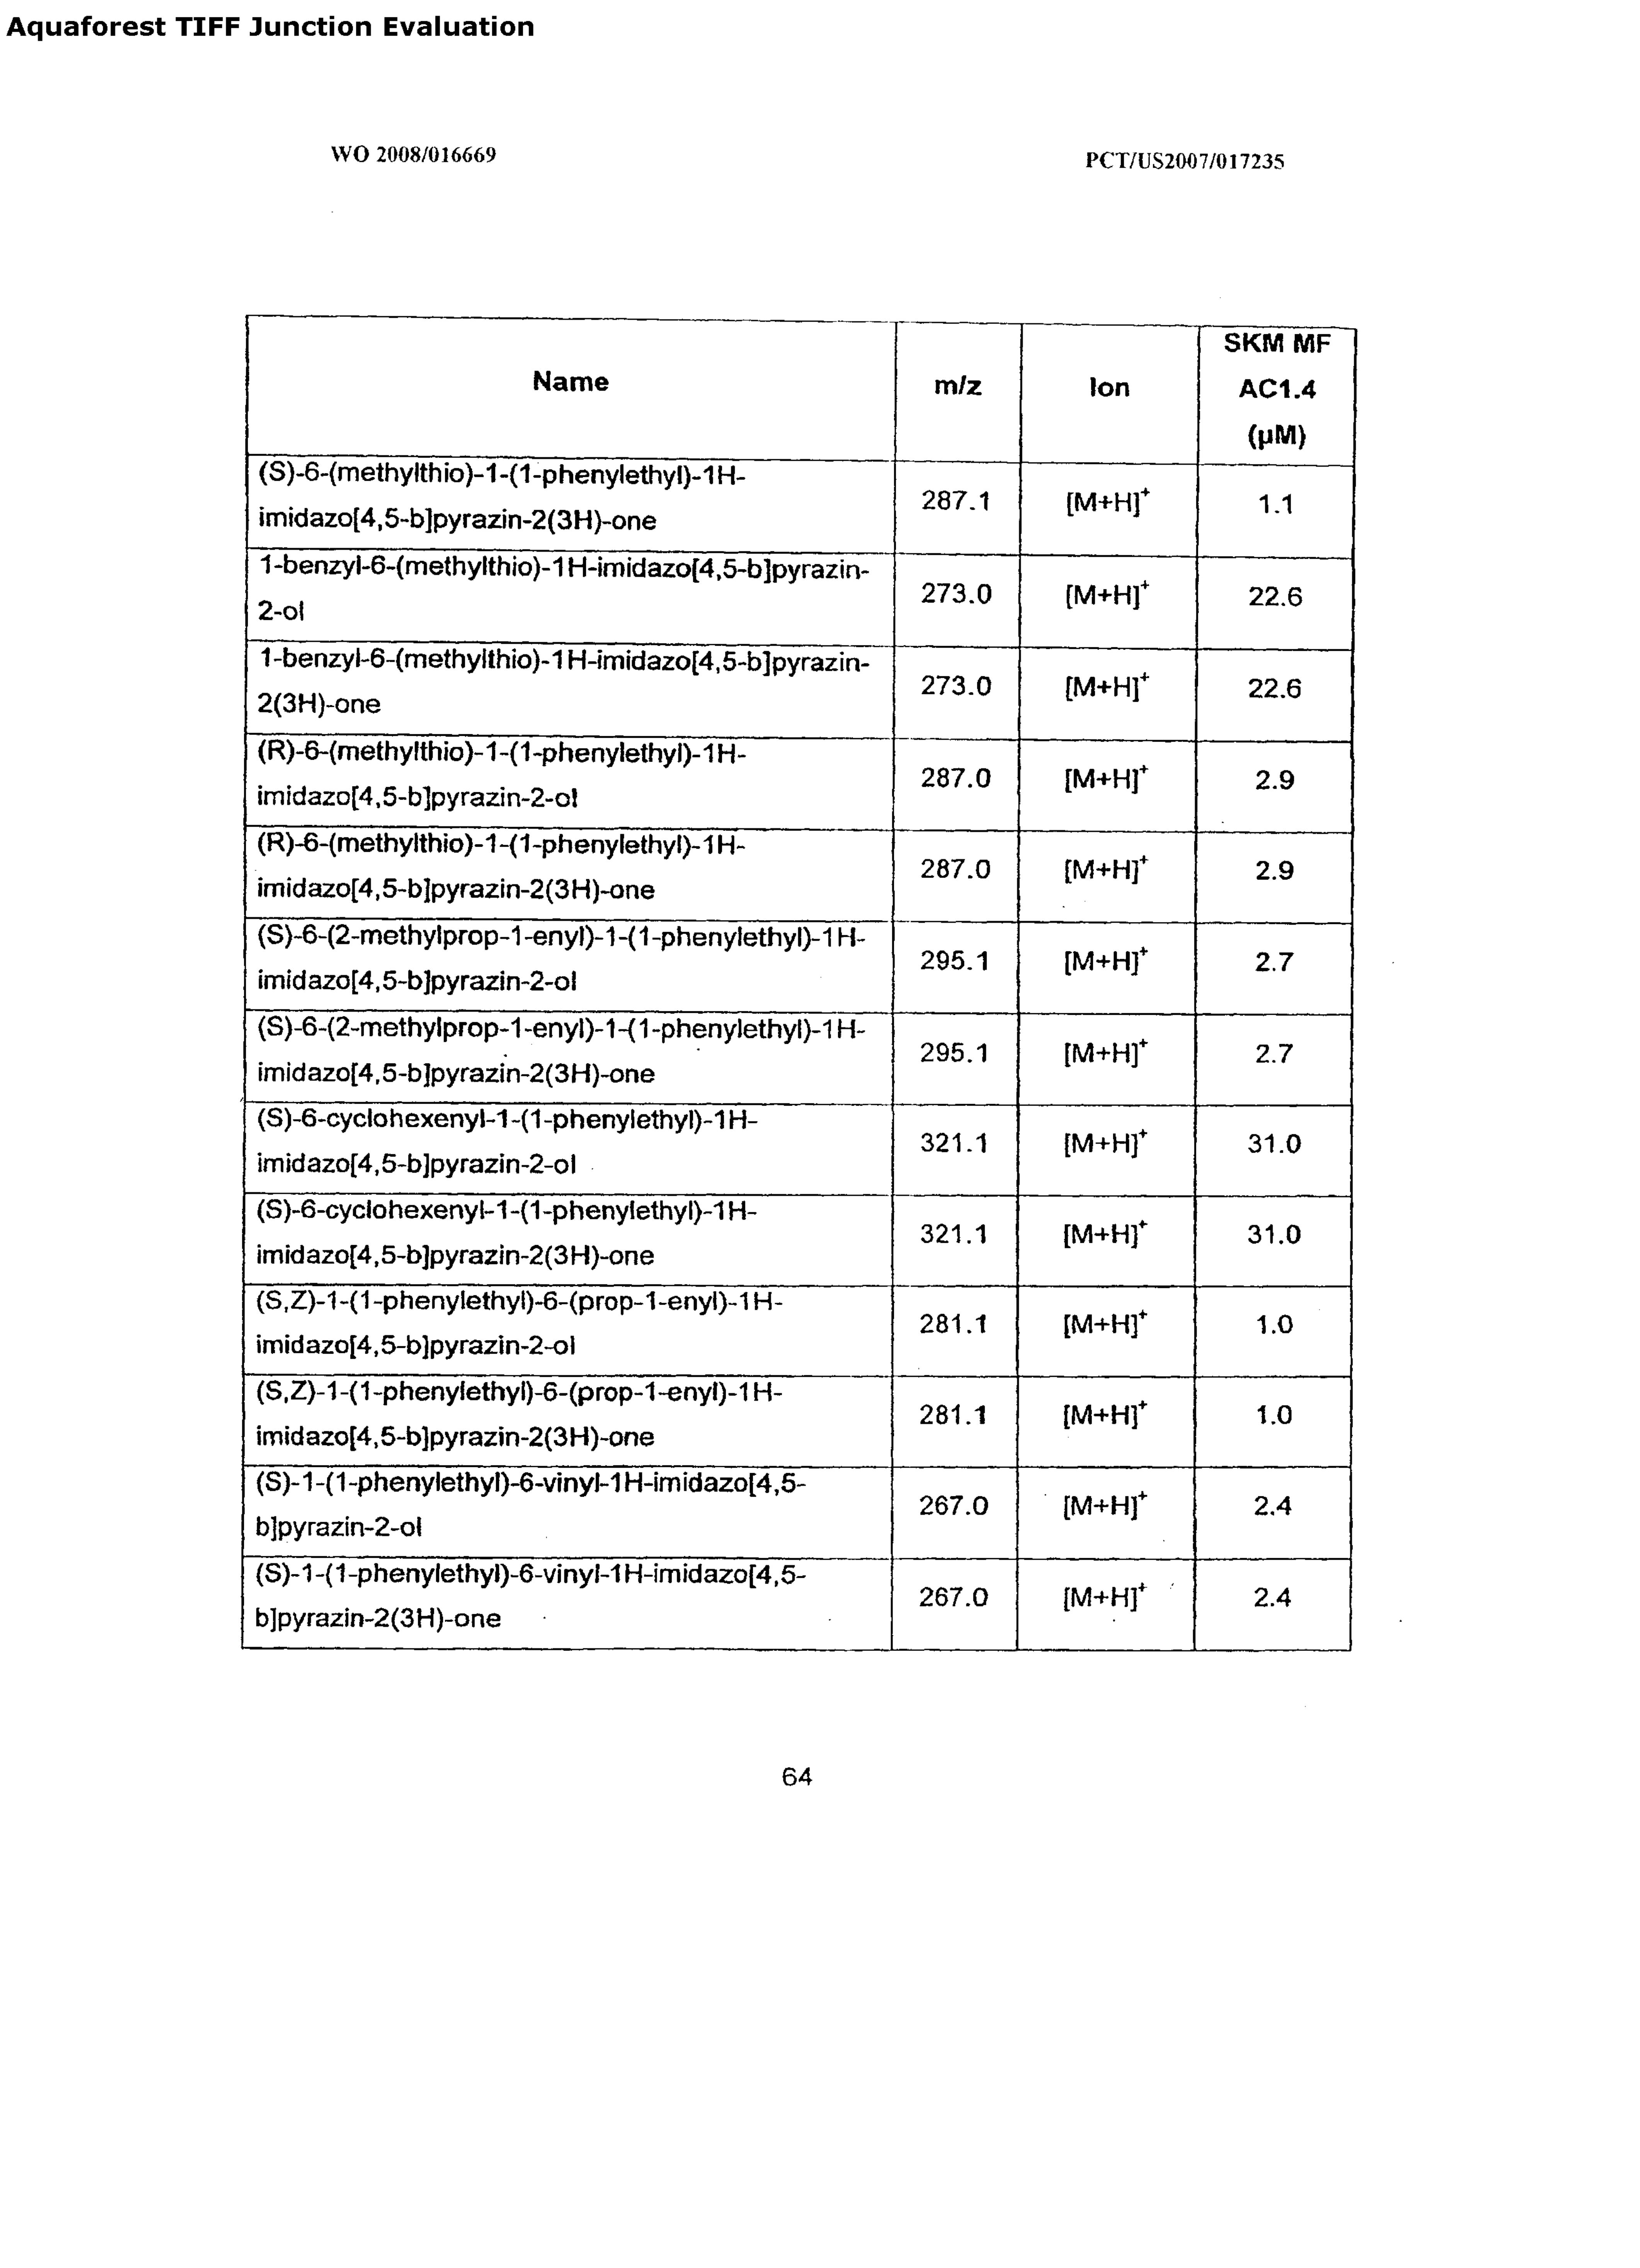 Aquaforest TIFF Junction Evaluation
WO 2008/016669
PCT/US2007/017235
Name
m/z
Ion
SKM MF
AC1.4
(µM)
(S)-6-(methylthio)-1-(1-phenylethyl)-1H-
imidazo[4,5-b]pyrazin-2(3H)-one
287.1
[M+H]⁺
1.1
1-benzyl-6-(methylthio)-1H-imidazo[4,5-b]pyrazin-
2-ol
273.0
[M+H]⁺
22.6
1-benzyl-6-(methylthio)-1H-imidazo[4,5-b]pyrazin-
2(3H)-one
273.0
[M+H]⁺
22.6
(R)-6-(methylthio)-1-(1-phenylethyl)-1H-
imidazo[4,5-b]pyrazin-2-ol
287.0
[M+H]⁺
2.9
(R)-6-(methylthio)-1-(1-phenylethyl)-1H-
imidazo[4,5-b]pyrazin-2(3H)-one
287.0
[M+H]⁺
2.9
(S)-6-(2-methylprop-1-enyl)-1-(1-phenylethyl)-1H-
imidazo[4,5-b]pyrazin-2-ol
295.1
[M+H]⁺
2.7
(S)-6-(2-methylprop-1-enyl)-1-(1-phenylethyl)-1H-
imidazo[4,5-b]pyrazin-2(3H)-one
295.1
[M+H]⁺
2.7
(S)-6-cyclohexenyl-1-(1-phenylethyl)-1H-
imidazo[4,5-b]pyrazin-2-ol
321.1
[M+H]⁺
31.0
(S)-6-cyclohexenyl-1-(1-phenylethyl)-1H-
imidazo[4,5-b]pyrazin-2(3H)-one
321.1
[M+H]⁺
31.0
(S,Z)-1-(1-phenylethyl)-6-(prop-1-enyl)-1H-
imidazo[4,5-b]pyrazin-2-ol
281.1
[M+H]⁺
1.0
(S,Z)-1-(1-phenylethyl)-6-(prop-1-enyl)-1H-
imidazo[4,5-b]pyrazin-2(3H)-one
281.1
[M+H]⁺
1.0
(S)-1-(1-phenylethyl)-6-vinyl-1H-imidazo[4,5-
b]pyrazin-2-ol
267.0
[M+H]⁺
2.4
(S)-1-(1-phenylethyl)-6-vinyl-1H-imidazo[4,5-
b]pyrazin-2(3H)-one
267.0
[M+H]⁺
2.4
64